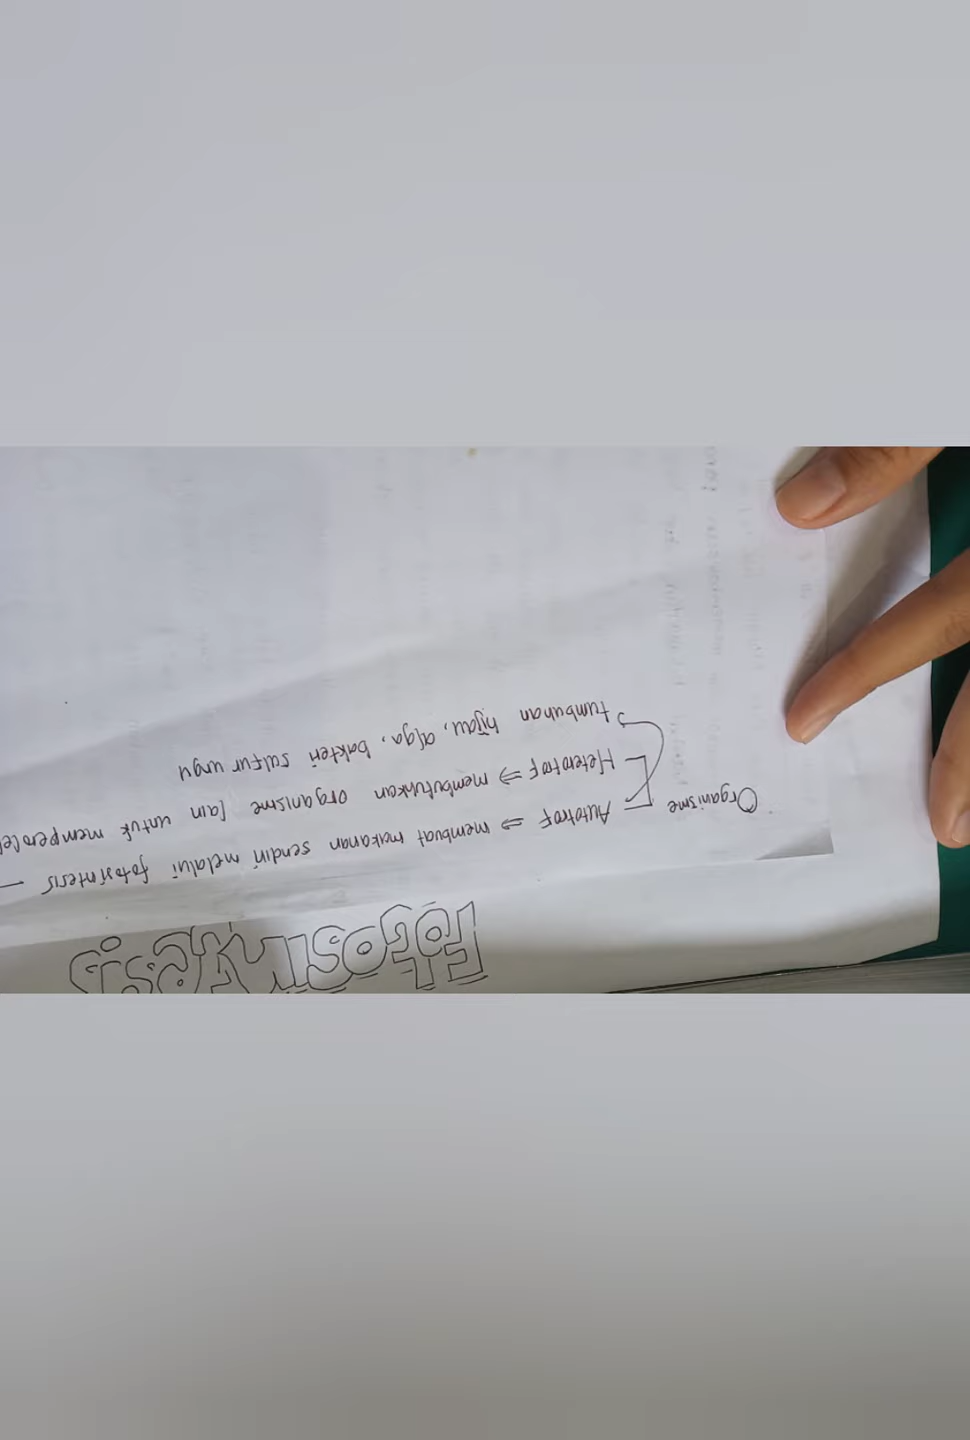 Fotosintesis
Organisme Autotrof ⇒ membuat makanan sendiri melalui fotosintesis —
Heterotrof ⇒ membutuhkan organisme lain untuk
tumbuhan hijau, alga, bakteri sulfur ungu